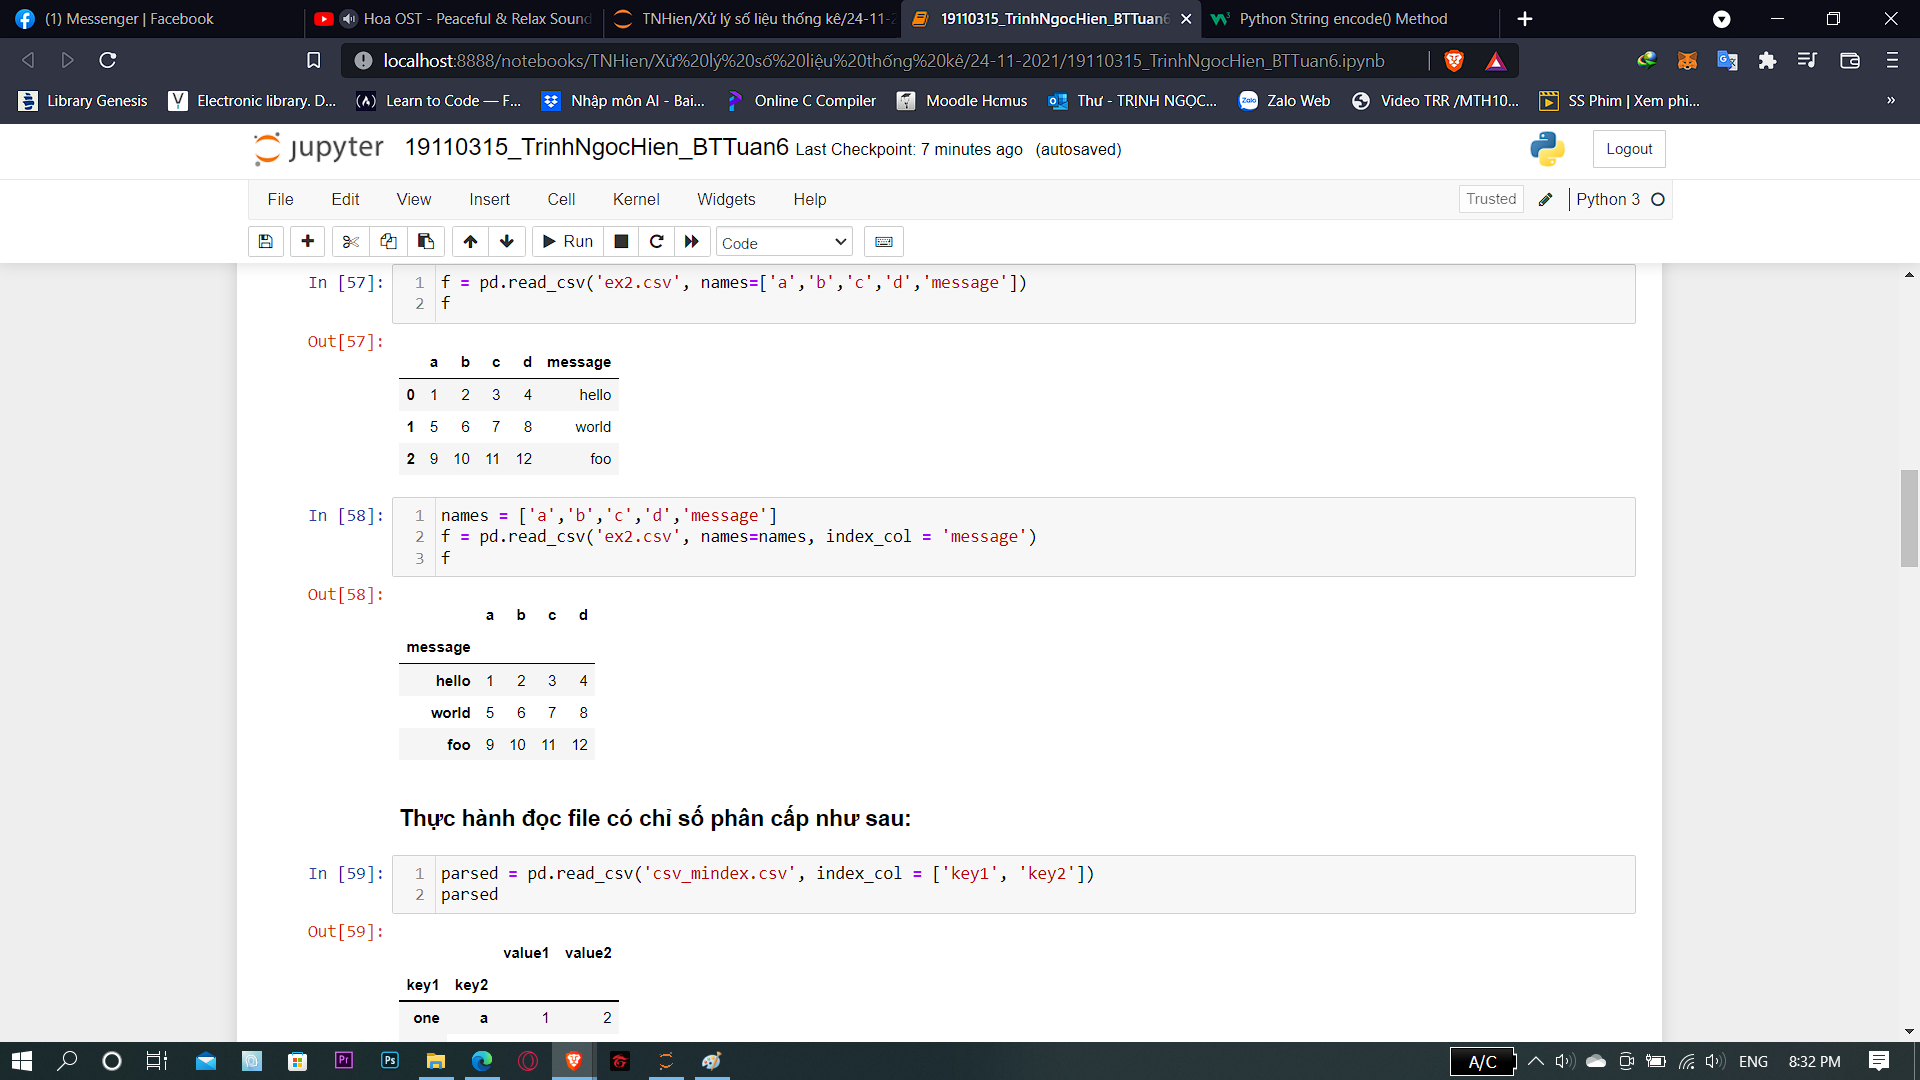 (1) Messenger | Facebook
Hoa OST - Peaceful & Relax Sound
TNHien/Xử lý số liệu thống kê/24-11-2
19110315_TrinhNgocHien_BTTuan6
Python String encode() Method
localhost:8888/notebooks/TNHien/Xử%20lý%20số%20liệu%20thống%20kê/24-11-2021/19110315_TrinhNgocHien_BTTuan6.ipynb
Library Genesis
Electronic library. D...
Learn to Code — F...
Nhập môn AI - Bai...
Online C Compiler
Moodle Hcmus
Thư - TRỊNH NGỌC...
Zalo Web
Video TRR /MTH10...
SS Phim | Xem phi...
»
jupyter 19110315_TrinhNgocHien_BTTuan6 Last Checkpoint: 7 minutes ago (autosaved)
Logout
File Edit View Insert Cell Kernel Widgets Help
Trusted
Python 3
Run
Code
In [57]:
1 f = pd.read_csv('ex2.csv', names=['a','b','c','d','message'])
2 f
Out[57]:
a b c d message
0 1 2 3 4 hello
1 5 6 7 8 world
2 9 10 11 12 foo
In [58]:
1 names = ['a','b','c','d','message']
2 f = pd.read_csv('ex2.csv', names=names, index_col = 'message')
3 f
Out[58]:
a b c d
message
hello 1 2 3 4
world 5 6 7 8
foo 9 10 11 12
Thực hành đọc file có chỉ số phân cấp như sau:
In [59]:
1 parsed = pd.read_csv('csv_mindex.csv', index_col = ['key1', 'key2'])
2 parsed
Out[59]:
value1 value2
key1 key2
one a 1 2
Pr
Ps
A/C
ENG
8:32 PM